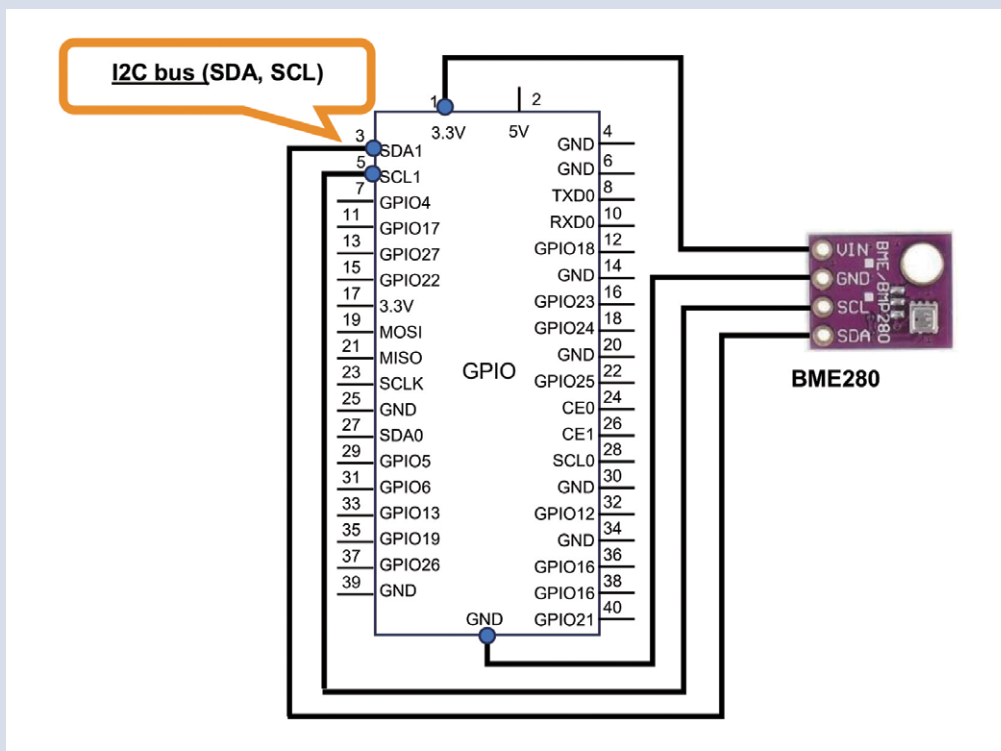 I2C bus (SDA, SCL)
1
2
3.3V
5V
3
SDA1
5
SCL1
7
GPIO4
11
GPIO17
13
GPIO27
15
GPIO22
17
3.3V
19
MOSI
21
MISO
23
SCLK
25
GND
27
SDA0
29
GPIO5
31
GPIO6
33
GPIO13
35
GPIO19
37
GPIO26
39
GND
GPIO
4
GND
6
GND
8
TXD0
10
RXD0
12
GPIO18
14
GND
16
GPIO23
18
GPIO24
20
GND
22
GPIO25
24
CE0
26
CE1
28
SCL0
30
GND
32
GPIO12
34
GND
36
GPIO16
38
GPIO16
40
GPIO21
GND
VIN
GND
SCL
SDA
BME/BMP280
BME280